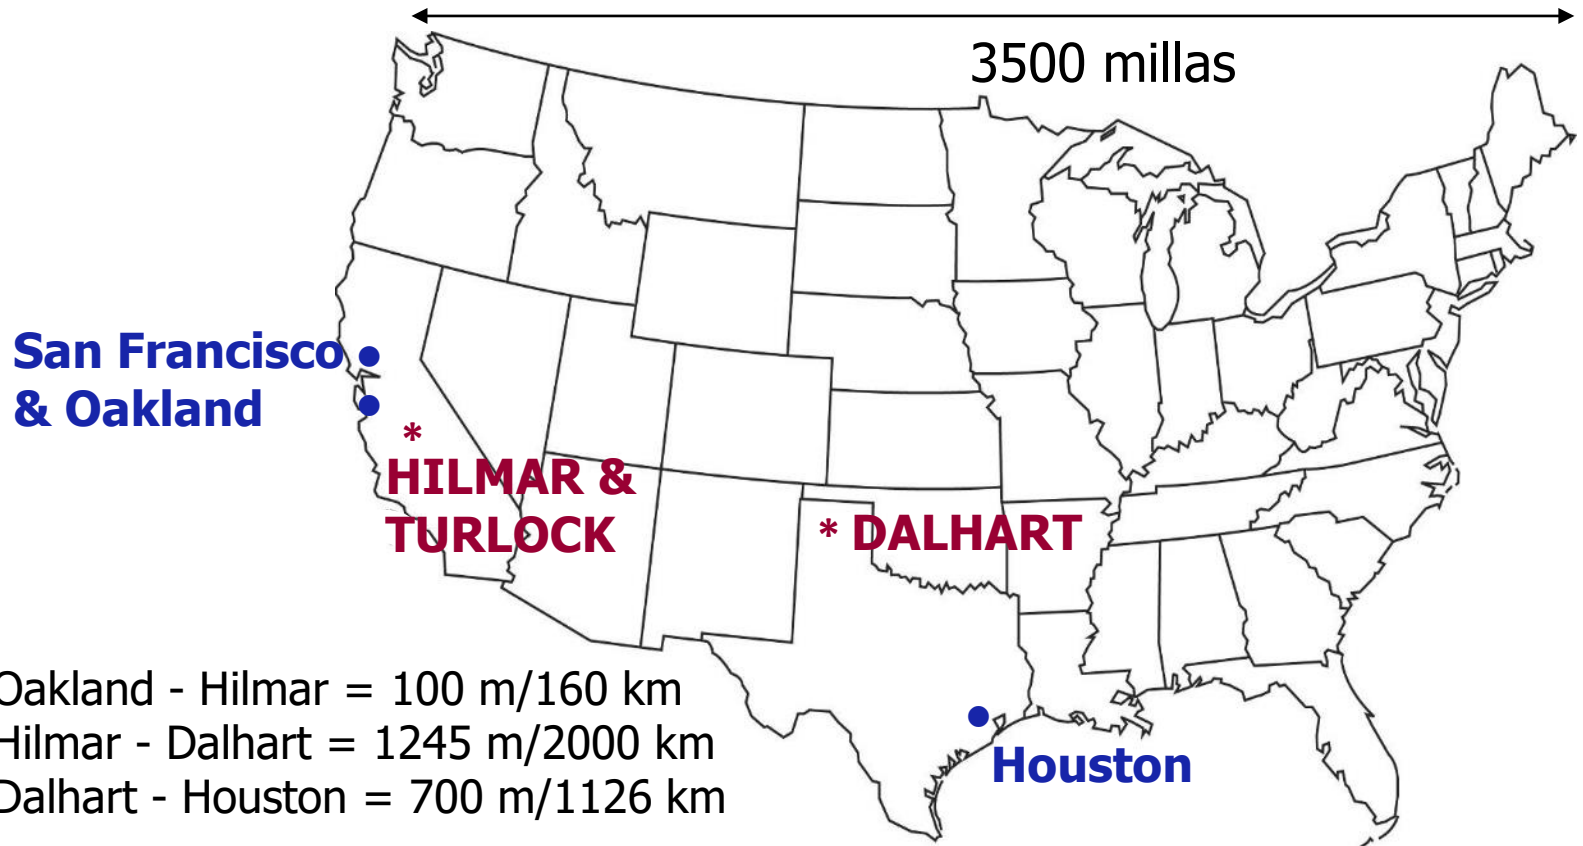 3500 millas
San Francisco
& Oakland
*
HILMAR &
TURLOCK
* DALHART
Oakland - Hilmar = 100 m/160 km
Hilmar - Dalhart = 1245 m/2000 km
Dalhart - Houston = 700 m/1126 km
Houston